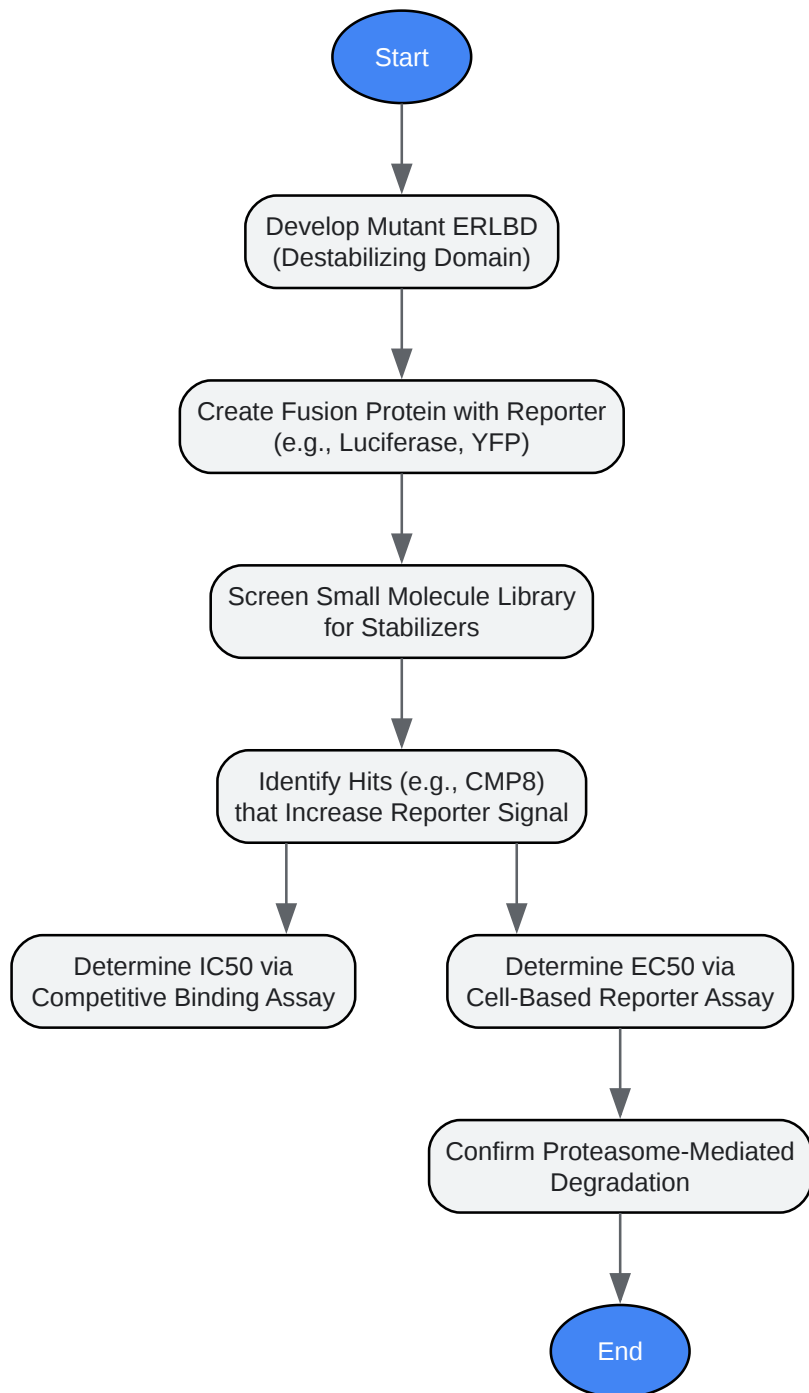 Start
Develop Mutant ERLBD
(Destabilizing Domain)
Create Fusion Protein with Reporter
(e.g., Luciferase, YFP)
Screen Small Molecule Library
for Stabilizers
Identify Hits (e.g., CMP8)
that Increase Reporter Signal
Determine IC50 via
Competitive Binding Assay
Determine EC50 via
Cell-Based Reporter Assay
Confirm Proteasome-Mediated
Degradation
End